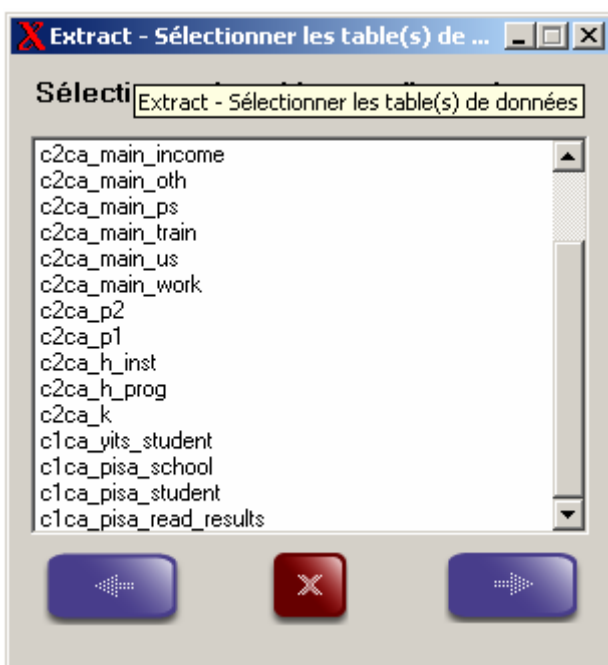 Extract - Sélectionner les table(s) de ...
Sélecti
Extract - Sélectionner les table(s) de données
c2ca_main_income
c2ca_main_oth
c2ca_main_ps
c2ca_main_train
c2ca_main_us
c2ca_main_work
c2ca_p2
c2ca_p1
c2ca_h_inst
c2ca_h_prog
c2ca_k
c1ca_yits_student
c1ca_pisa_school
c1ca_pisa_student
c1ca_pisa_read_results